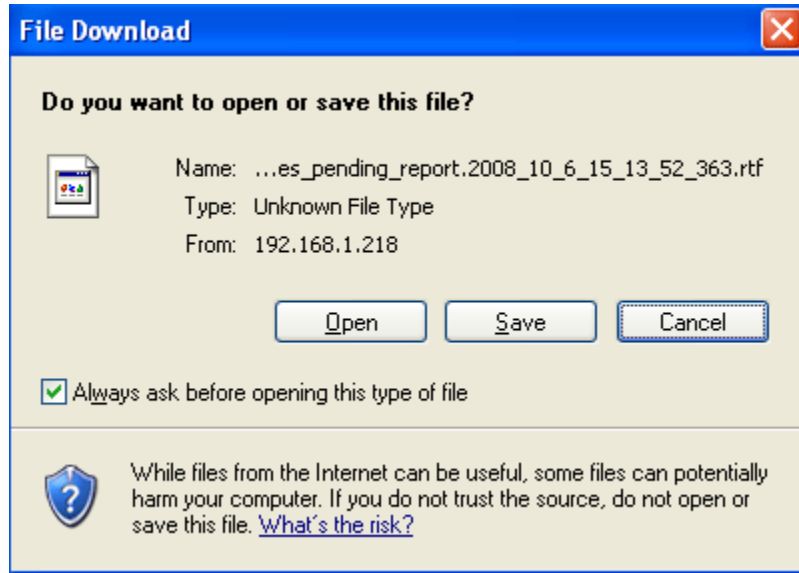 File Download
Do you want to open or save this file?
Name: ...es_pending_report.2008_10_6_15_13_52_363.rtf
Type: Unknown File Type
From: 192.168.1.218
Open Save Cancel
Always ask before opening this type of file
While files from the Internet can be useful, some files can potentially
harm your computer. If you do not trust the source, do not open or
save this file. What's the risk?